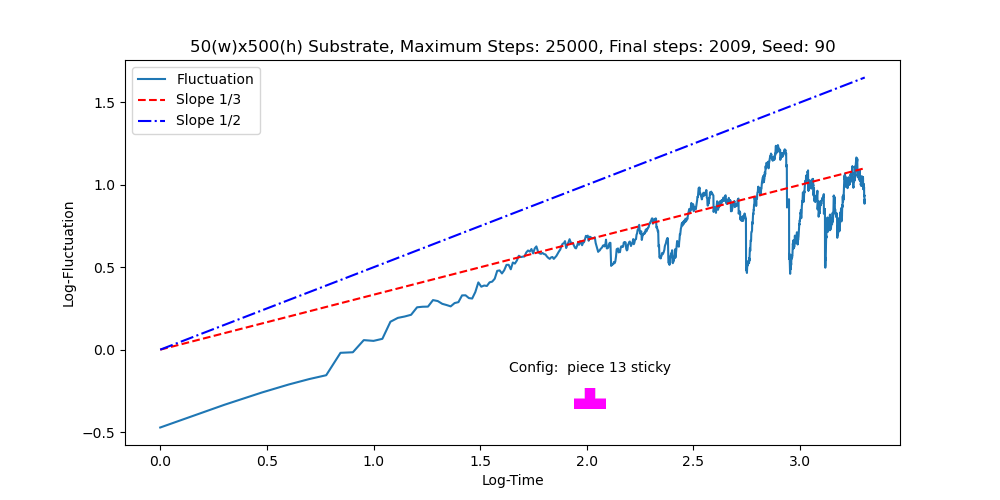 50(w)x500(h) Substrate, Maximum Steps: 25000, Final steps: 2009, Seed: 90
Fluctuation
Slope 1/3
Slope 1/2
1.5
1.0
0.5
0.0
−0.5
Log-Fluctuation
Config:  piece 13 sticky
0.0
0.5
1.0
1.5
2.0
2.5
3.0
Log-Time